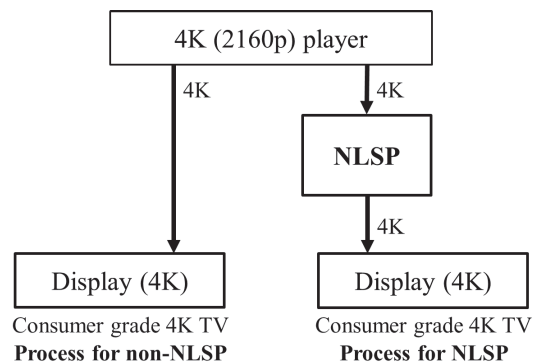 4K (2160p) player
4K
4K
NLSP
4K
Display (4K)
Display (4K)
Consumer grade 4K TV
Consumer grade 4K TV
Process for non-NLSP
Process for NLSP